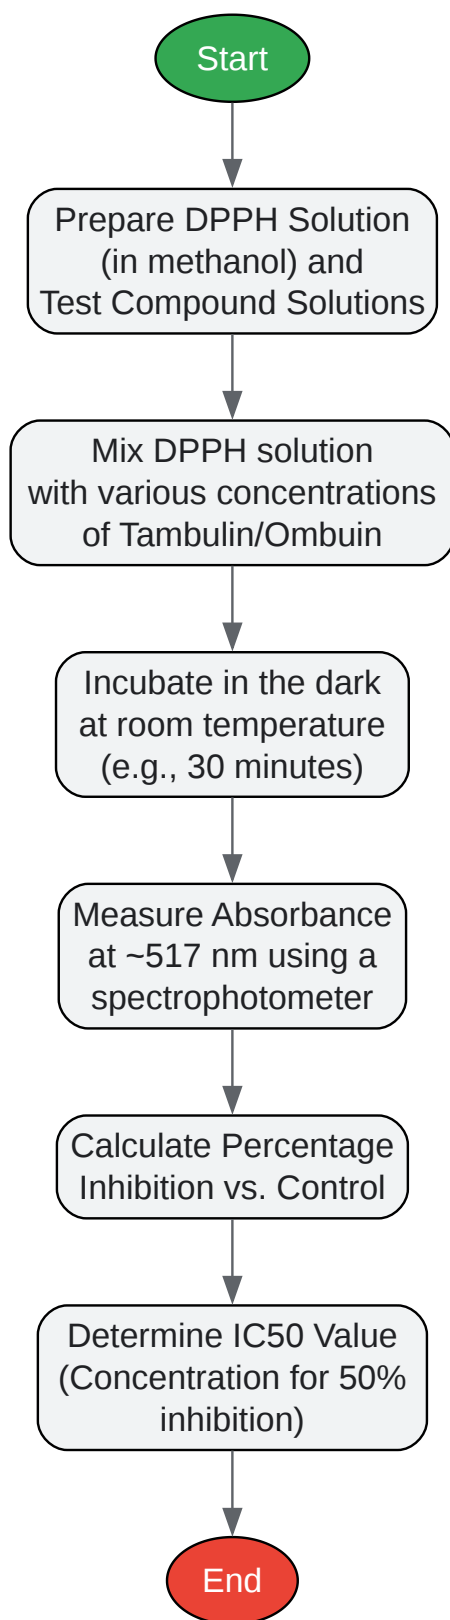 Start
Prepare DPPH Solution
(in methanol) and
Test Compound Solutions
Mix DPPH solution
with various concentrations
of Tambulin/Ombuin
Incubate in the dark
at room temperature
(e.g., 30 minutes)
Measure Absorbance
at ~517 nm using a
spectrophotometer
Calculate Percentage
Inhibition vs. Control
Determine IC50 Value
(Concentration for 50%
inhibition)
End